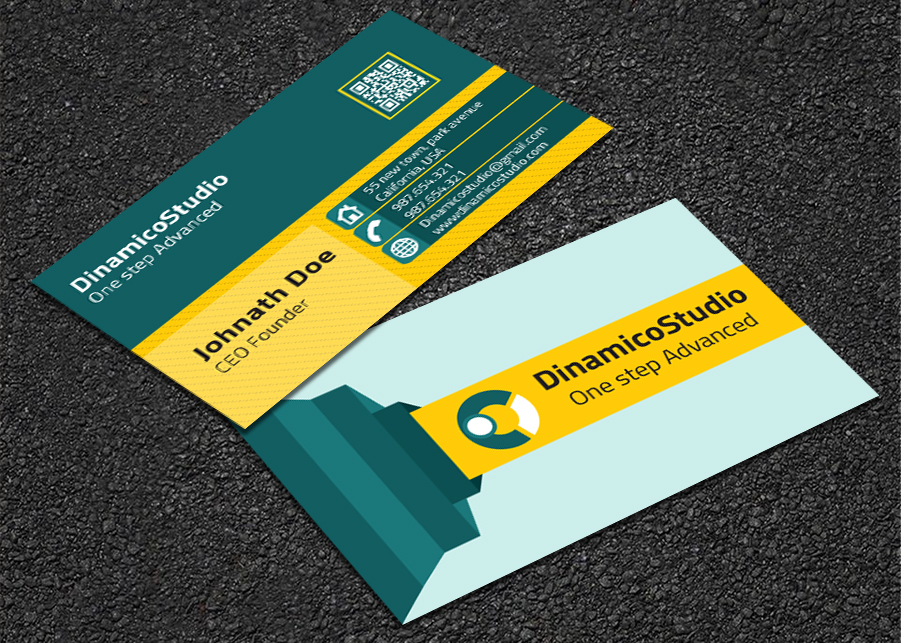 DinamicoStudio
One step Advanced
55 new town, park avenue
California, USA
987.654.321
987.654.321
Dinamicostudio@gmail.com
www.dinamicostudio.com
Johnath Doe
CEO Founder
DinamicoStudio
One step Advanced